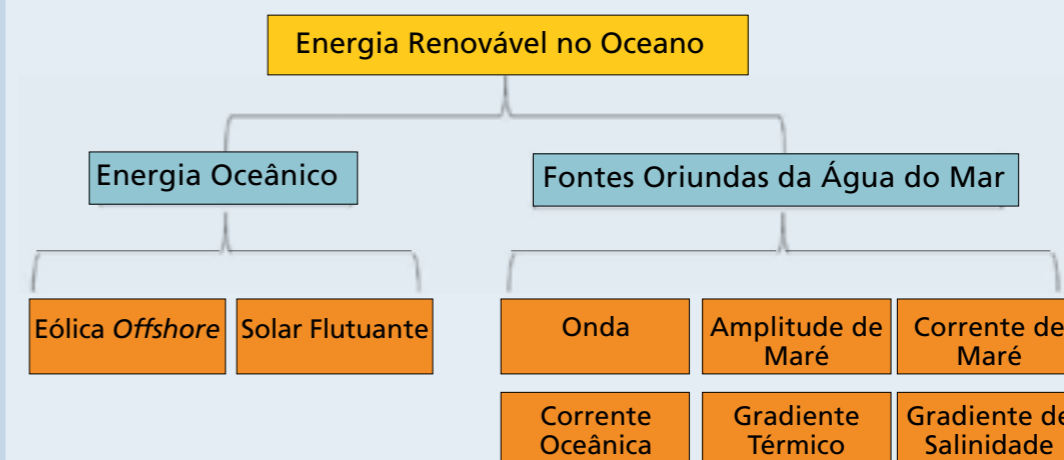 Energia Renovável no Oceano
Energia Oceânico
Fontes Oriundas da Água do Mar
Eólica Offshore
Solar Flutuante
Onda
Amplitude de
Maré
Corrente de
Maré
Corrente
Oceânica
Gradiente
Térmico
Gradiente de
Salinidade